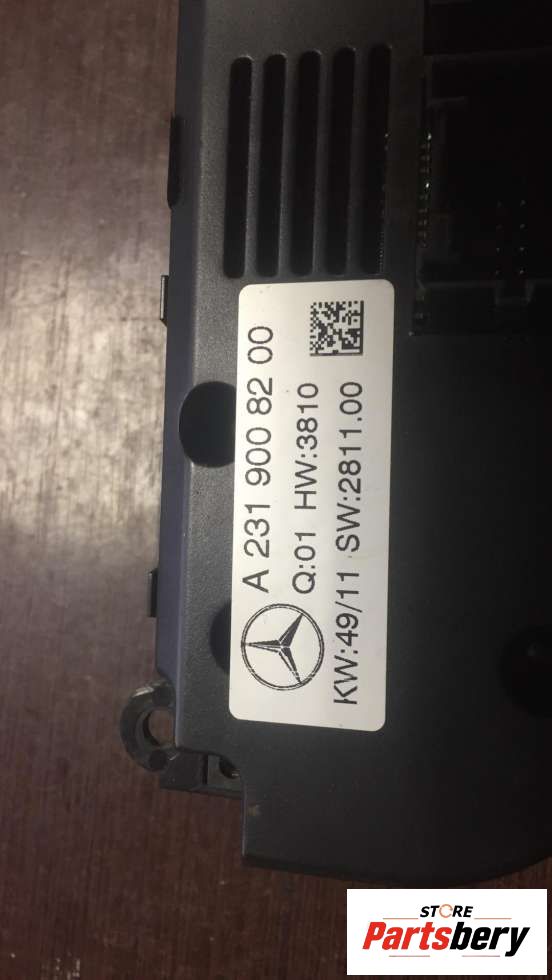 A 231 900 82 00
Q:01 HW:3810
KW:49/11 SW:2811.00
STORE
Partsbery